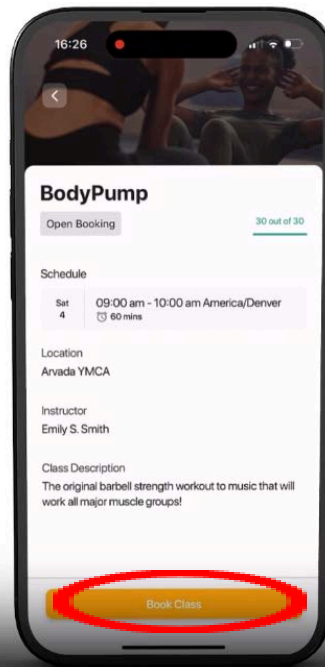 16:26
BodyPump
Open Booking
30 out of 30
Schedule
Sat
4
09:00 am - 10:00 am America/Denver
60 mins
Location
Arvada YMCA
Instructor
Emily S. Smith
Class Description
The original barbell strength workout to music that will
work all major muscle groups!
Book Class